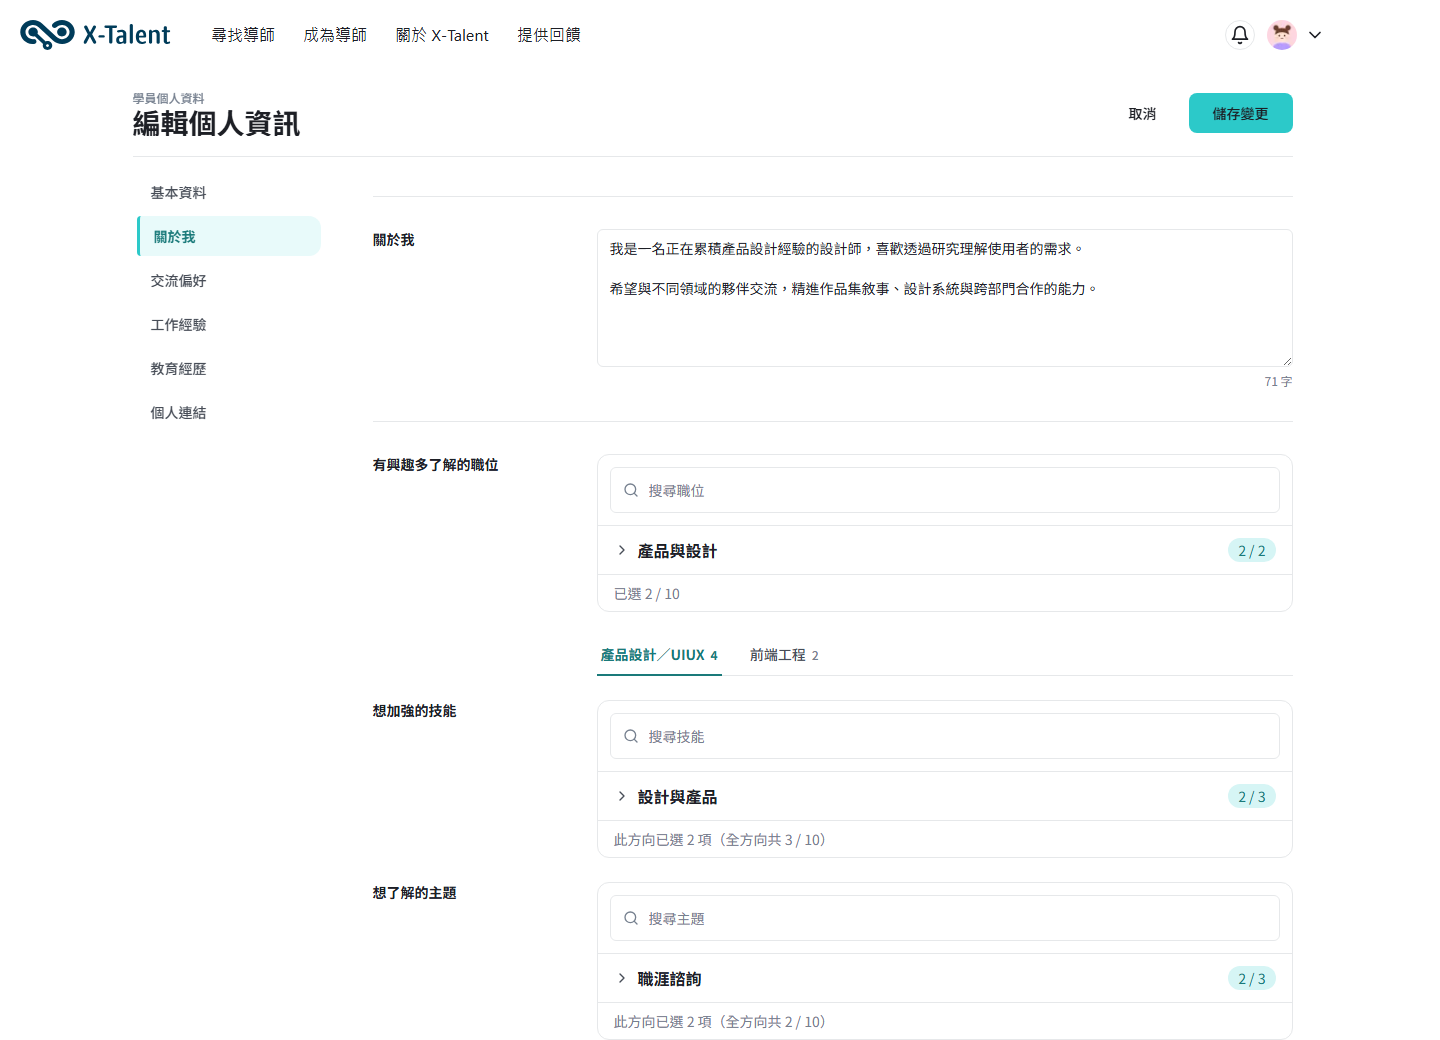 X-Talent
尋找導師
成為導師
關於 X-Talent
提供回饋
學員個人資料
編輯個人資訊
取消
儲存變更
基本資料
關於我
交流偏好
工作經驗
教育經歷
個人連結
關於我
我是一名正在累積產品設計經驗的設計師，喜歡透過研究理解使用者的需求。
希望與不同領域的夥伴交流，精進作品集敘事、設計系統與跨部門合作的能力。
71 字
有興趣多了解的職位
搜尋職位
產品與設計
2 / 2
已選 2 / 10
產品設計／UIUX 4
前端工程 2
想加強的技能
搜尋技能
設計與產品
2 / 3
此方向已選 2 項（全方向共 3 / 10）
想了解的主題
搜尋主題
職涯諮詢
2 / 3
此方向已選 2 項（全方向共 2 / 10）